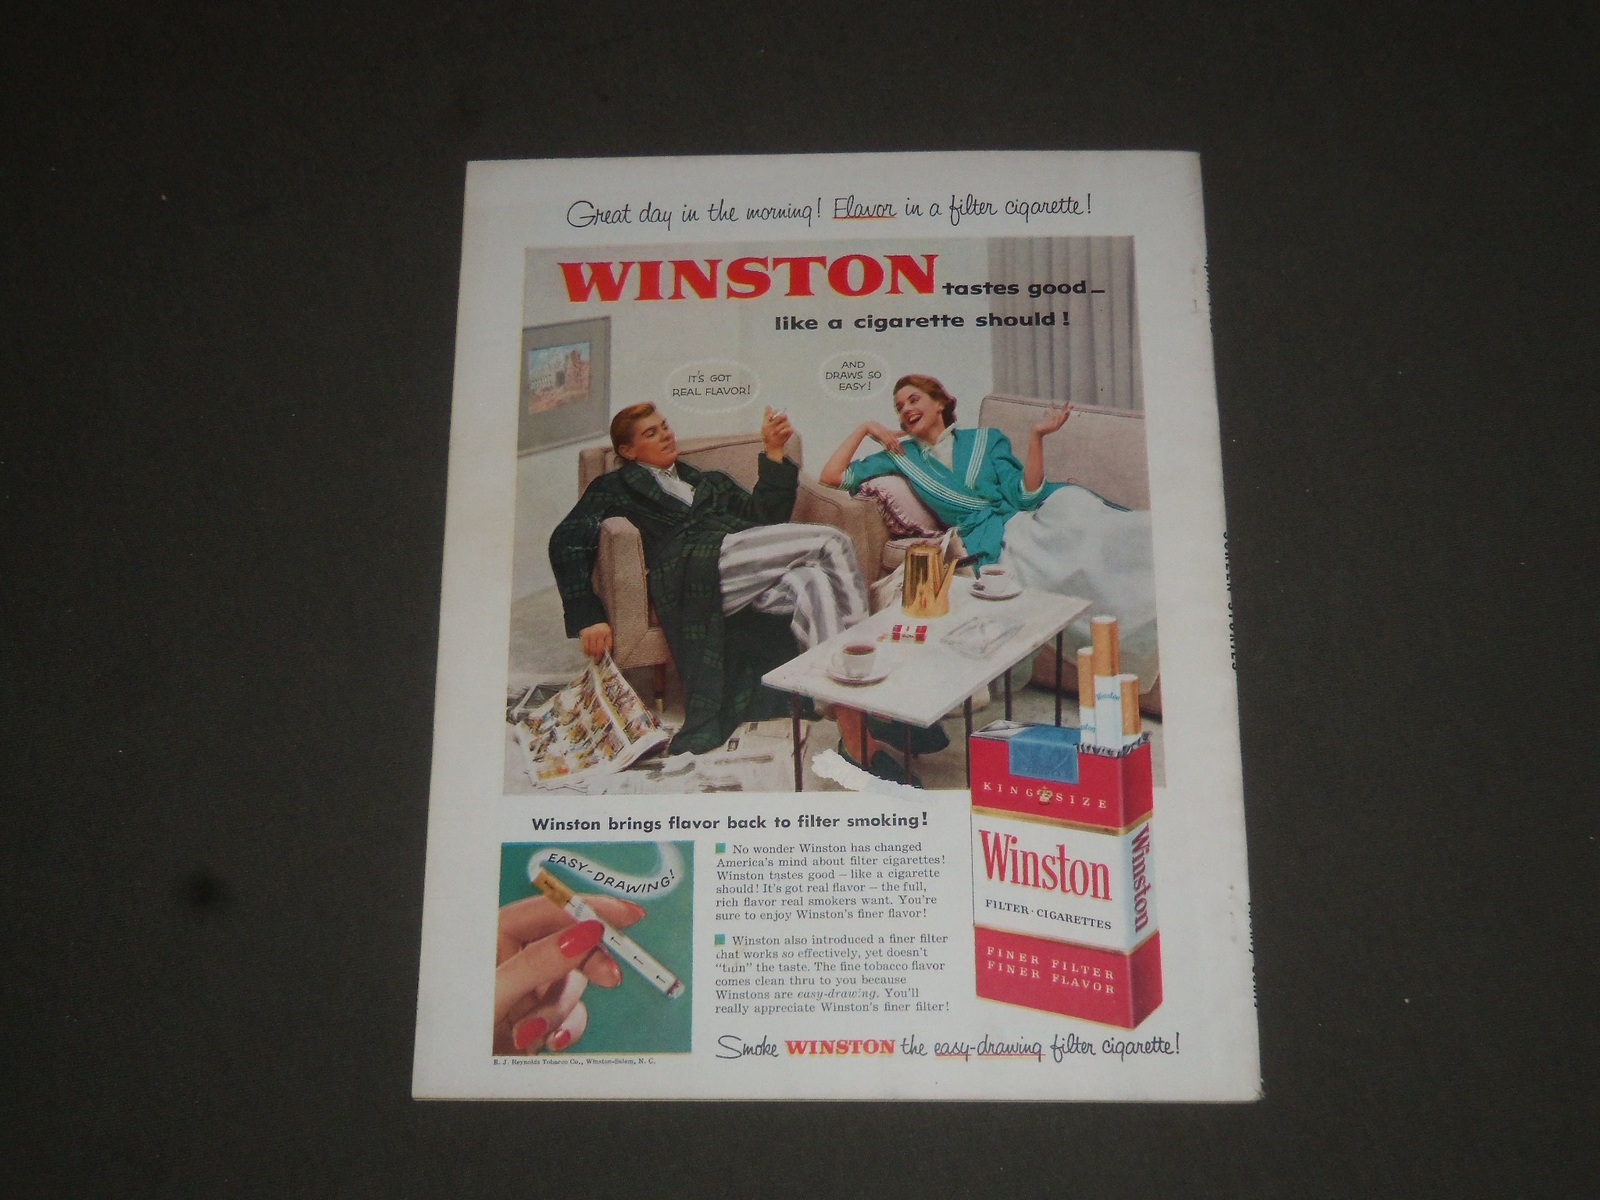 Great day in the morning! Flavor in a filter cigarette!
WINSTON tastes good –
like a cigarette should!
IT'S GOT
REAL FLAVOR!
AND
DRAWS SO
EASY!
KING SIZE
Winston
FILTER·CIGARETTES
FINER FILTER
FINER FLAVOR
Winston
Winston
Winston brings flavor back to filter smoking!
EASY-DRAWING!
No wonder Winston has changed
America's mind about filter cigarettes!
Winston tastes good – like a cigarette
should! It's got real flavor – the full,
rich flavor real smokers want. You're
sure to enjoy Winston's finer flavor!
Winston also introduced a finer filter
that works so effectively, yet doesn't
"thin" the taste. The fine tobacco flavor
comes clean thru to you because
Winstons are easy-drawing. You'll
really appreciate Winston's finer filter!
Smoke WINSTON the easy-drawing filter cigarette!
R. J. Reynolds Tobacco Co., Winston-Salem, N. C.
SCREEN STORIES